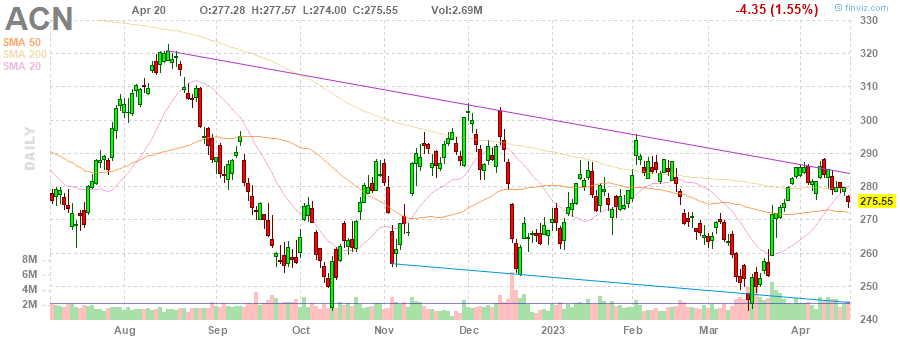 ACN
Apr 20 O:277.28 H:277.57 L:274.00 C:275.55 Vol:2.69M -4.35 (1.55%) © finviz.com
SMA 50
SMA 200
SMA 20
DAILY
330
320
310
300
290
280
275.55
270
260
250
240
8M
6M
4M
2M
Aug Sep Oct Nov Dec 2023 Feb Mar Apr